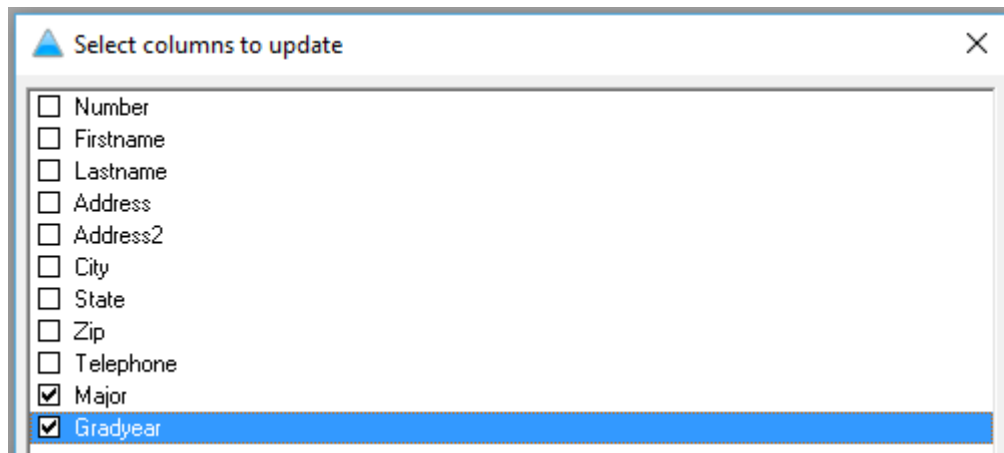 Select columns to update
Number
Firstname
Lastname
Address
Address2
City
State
Zip
Telephone
Major
Gradyear